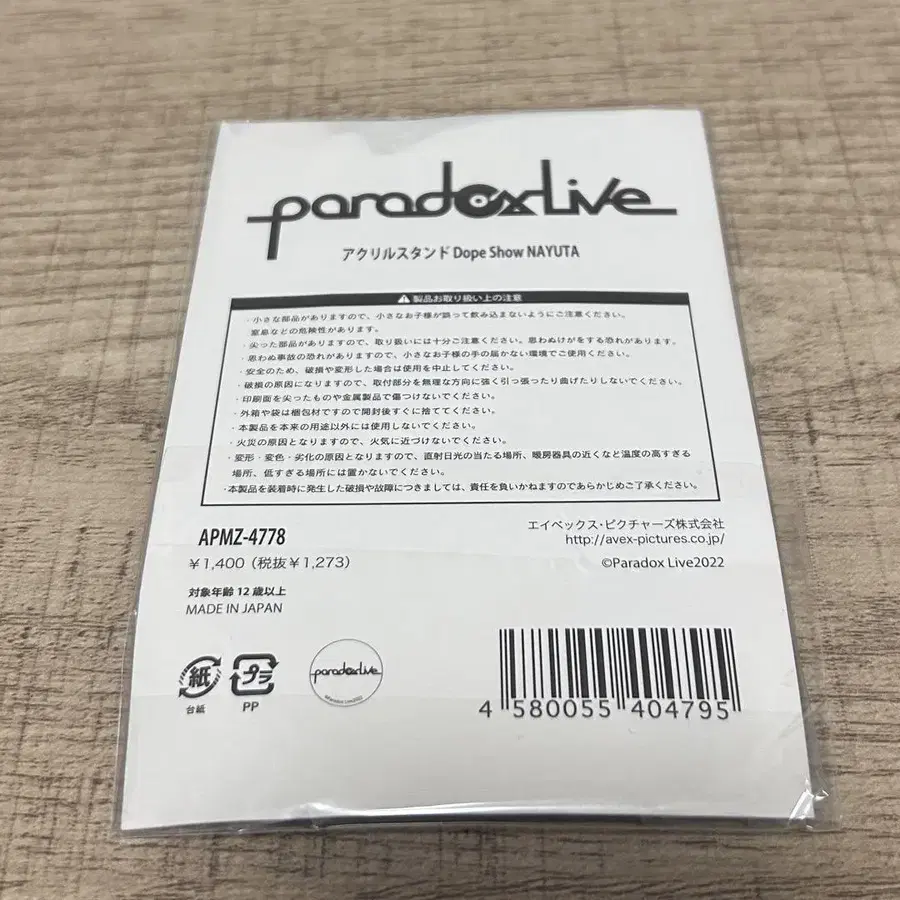 paradoxLive
アクリルスタンド Dope Show NAYUTA
製品お取り扱い上の注意
・小さな部品がありますので、小さなお子様が誤って飲み込まないようにご注意ください。
窒息などの危険性があります。
・尖った部品がありますので、取り扱いには十分ご注意ください。思わぬけがをする恐れがあります。
・思わぬ事故の恐れがありますので、小さなお子様の手の届かない環境でご使用ください。
・安全のため、破損や変形した場合は使用を中止してください。
・破損の原因になりますので、取付部分を無理な方向に強く引っ張ったり曲げたりしないでください。
・印刷面を尖ったものや金属製品で傷つけないでください。
・外箱や袋は梱包材ですので開封後すぐに捨ててください。
・本製品を本来の用途以外には使用しないでください。
・火災の原因となりますので、火気に近づけないでください。
・変形・変色・劣化の原因となりますので、直射日光の当たる場所、暖房器具の近くなど温度の高すぎる
場所、低すぎる場所には置かないでください。
・本製品を装着時に発生した破損や故障につきましては、責任を負いかねますのであらかじめご了承ください。
APMZ-4778
￥1,400（税抜￥1,273）
エイベックス・ピクチャーズ株式会社
http://avex-pictures.co.jp/
©Paradox Live2022
対象年齢 12 歳以上
MADE IN JAPAN
紙
台紙
プラ
PP
paradoxLive
©Paradox Live2022
4 580055 404795